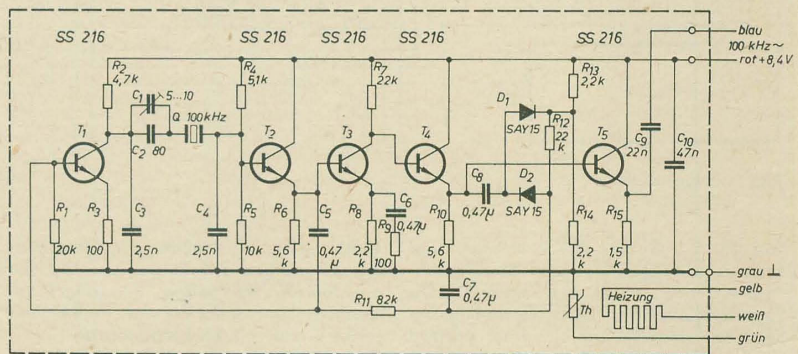 SS 216
SS 216
SS 216
SS 216
SS 216
blau
100 kHz~
rot+8,4V
R2
4,7k
C1
5...10
Q 100kHz
C2 80
R4
5,1k
R7
22k
R13
2,2k
D1
SAY15
R12
22
k
T1
T2
T3
T4
T5
C9
22n
C10
47n
C8
0,47µ
D2
SAY15
R1
20k
R3
100
C3
2,5n
C4
2,5n
R5
10k
R6
5,6
k
C5
0,47
µ
R8
2,2
k
C6
0,47µ
R9
100
R10
5,6
k
R14
2,2
k
R15
1,5
k
C7
0,47µ
R11 82k
Th
grau ⊥
gelb
Heizung
weiß
grün